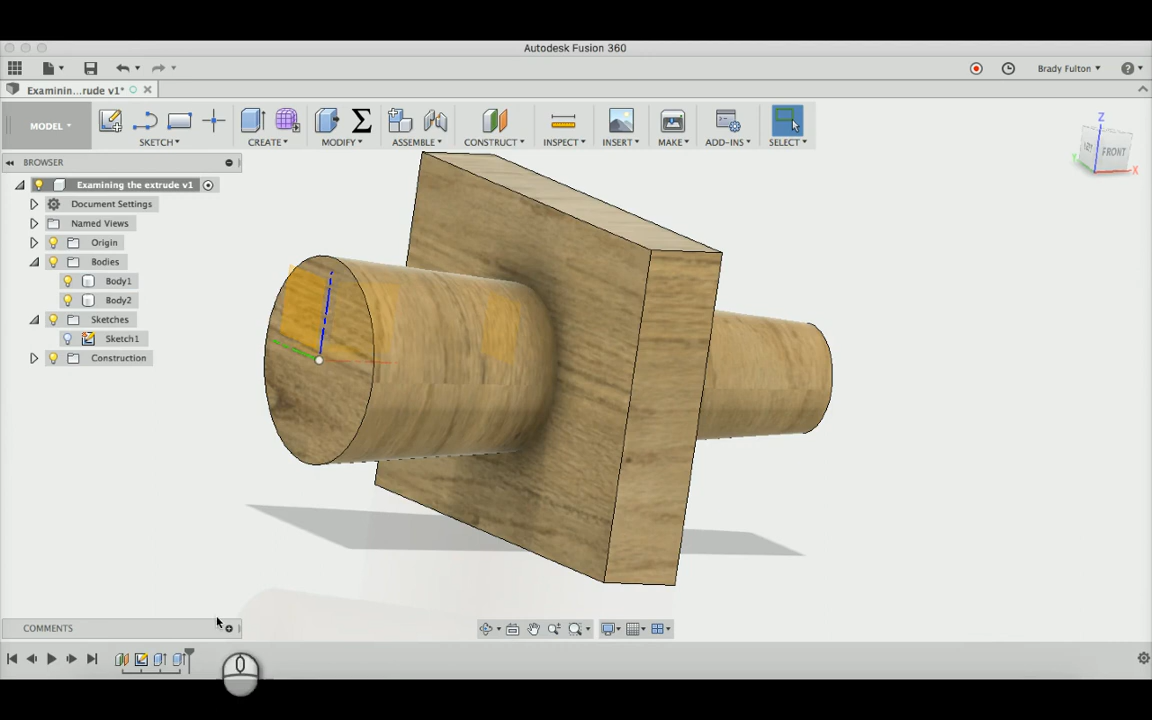 Autodesk Fusion 360
Brady Fulton
Examinin...rude v1*
MODEL
SKETCH
CREATE
MODIFY
ASSEMBLE
CONSTRUCT
INSPECT
INSERT
MAKE
ADD-INS
SELECT
BROWSER
Examining the extrude v1
Document Settings
Named Views
Origin
Bodies
Body1
Body2
Sketches
Sketch1
Construction
Z
FRONT
X
COMMENTS